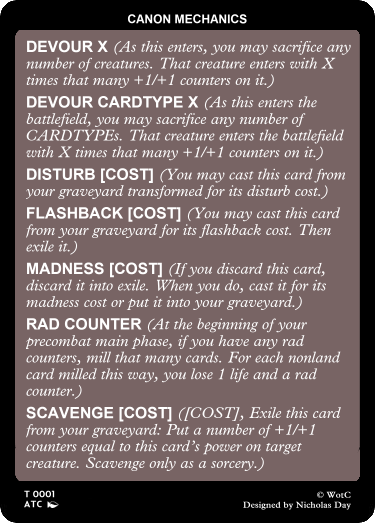 CANON MECHANICS
DEVOUR X (As this enters, you may sacrifice any
number of creatures. That creature enters with X
times that many +1/+1 counters on it.)
DEVOUR CARDTYPE X (As this enters the
battlefield, you may sacrifice any number of
CARDTYPEs. That creature enters the battlefield
with X times that many +1/+1 counters on it.)
DISTURB [COST] (You may cast this card from
your graveyard transformed for its disturb cost.)
FLASHBACK [COST] (You may cast this card
from your graveyard for its flashback cost. Then
exile it.)
MADNESS [COST] (If you discard this card,
discard it into exile. When you do, cast it for its
madness cost or put it into your graveyard.)
RAD COUNTER (At the beginning of your
precombat main phase, if you have any rad
counters, mill that many cards. For each nonland
card milled this way, you lose 1 life and a rad
counter.)
SCAVENGE [COST] ([COST], Exile this card
from your graveyard: Put a number of +1/+1
counters equal to this card's power on target
creature. Scavenge only as a sorcery.)
T 0001
ATC
© WotC
Designed by Nicholas Day